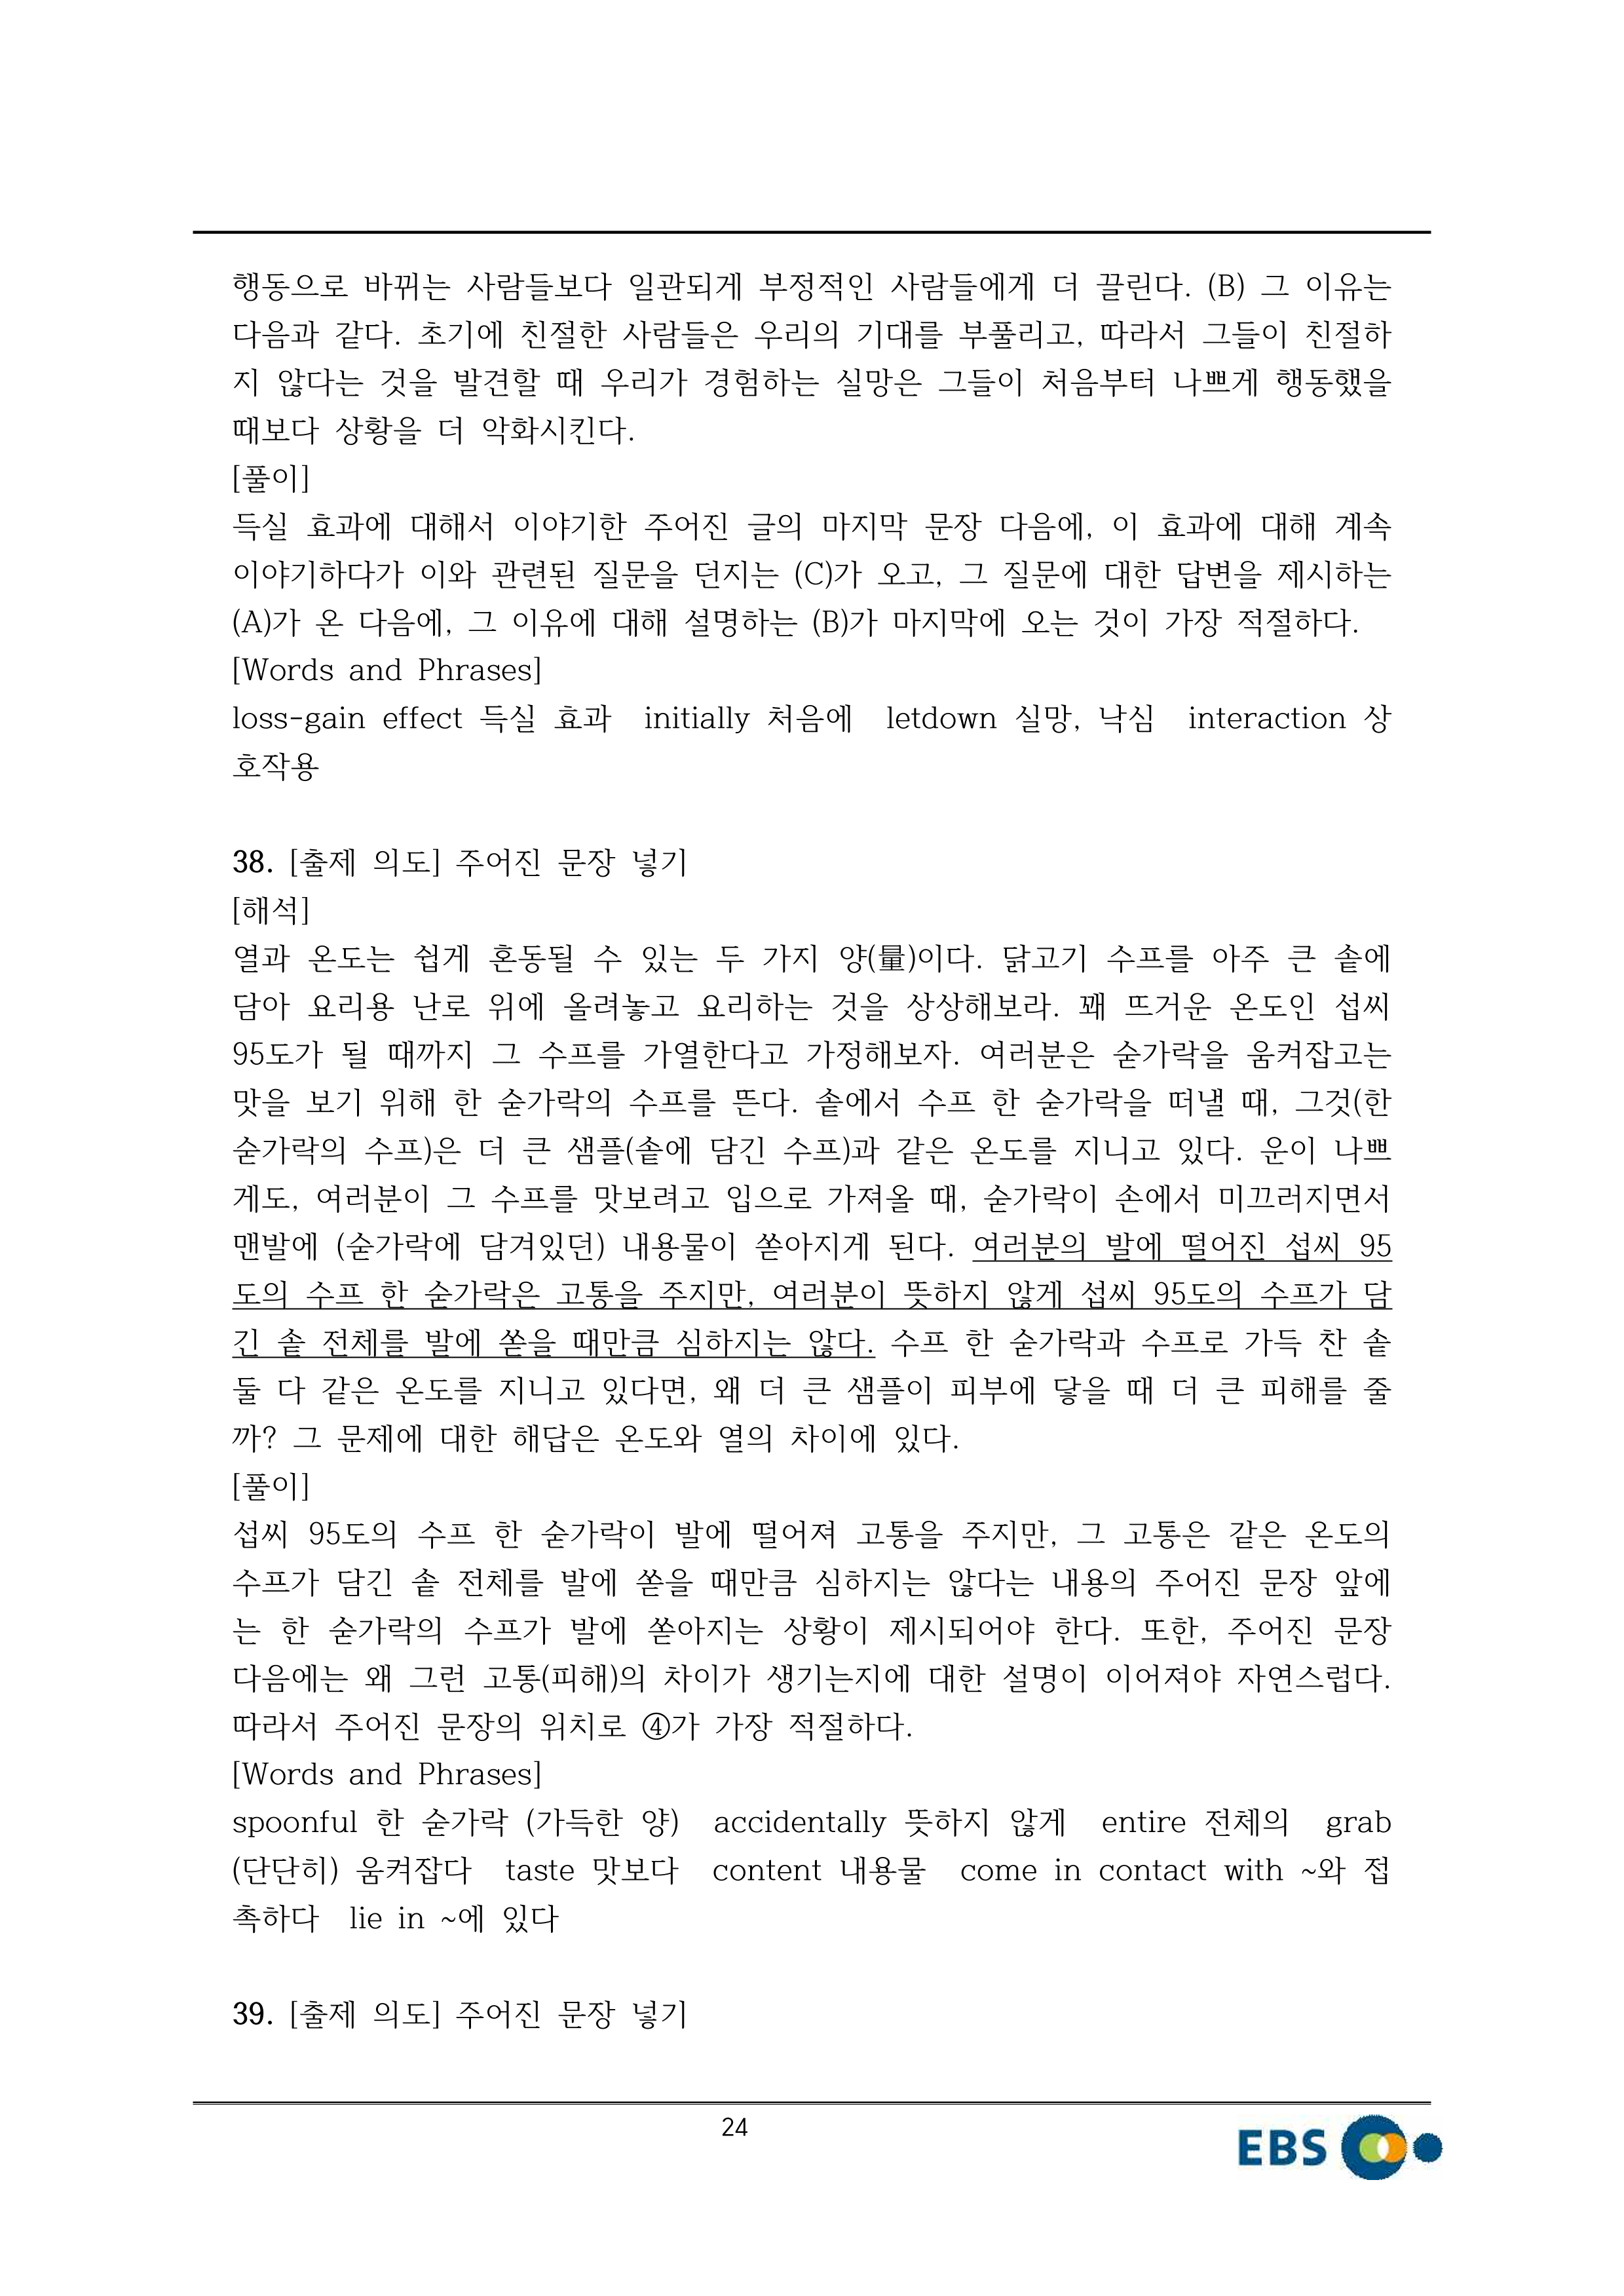 행동으로 바뀌는 사람들보다 일관되게 부정적인 사람들에게 더 끌린다. (B) 그 이유는
다음과 같다. 초기에 친절한 사람들은 우리의 기대를 부풀리고, 따라서 그들이 친절하
지 않다는 것을 발견할 때 우리가 경험하는 실망은 그들이 처음부터 나쁘게 행동했을
때보다 상황을 더 악화시킨다.
[풀이]
득실 효과에 대해서 이야기한 주어진 글의 마지막 문장 다음에, 이 효과에 대해 계속
이야기하다가 이와 관련된 질문을 던지는 (C)가 오고, 그 질문에 대한 답변을 제시하는
(A)가 온 다음에, 그 이유에 대해 설명하는 (B)가 마지막에 오는 것이 가장 적절하다.
[Words and Phrases]
loss-gain effect 득실 효과  initially 처음에  letdown 실망, 낙심  interaction 상
호작용
38. [출제 의도] 주어진 문장 넣기
[해석]
열과 온도는 쉽게 혼동될 수 있는 두 가지 양(量)이다. 닭고기 수프를 아주 큰 솥에
담아 요리용 난로 위에 올려놓고 요리하는 것을 상상해보라. 꽤 뜨거운 온도인 섭씨
95도가 될 때까지 그 수프를 가열한다고 가정해보자. 여러분은 숟가락을 움켜잡고는
맛을 보기 위해 한 숟가락의 수프를 뜬다. 솥에서 수프 한 숟가락을 떠낼 때, 그것(한
숟가락의 수프)은 더 큰 샘플(솥에 담긴 수프)과 같은 온도를 지니고 있다. 운이 나쁘
게도, 여러분이 그 수프를 맛보려고 입으로 가져올 때, 숟가락이 손에서 미끄러지면서
맨발에 (숟가락에 담겨있던) 내용물이 쏟아지게 된다. 여러분의 발에 떨어진 섭씨 95
도의 수프 한 숟가락은 고통을 주지만, 여러분이 뜻하지 않게 섭씨 95도의 수프가 담
긴 솥 전체를 발에 쏟을 때만큼 심하지는 않다. 수프 한 숟가락과 수프로 가득 찬 솥
둘 다 같은 온도를 지니고 있다면, 왜 더 큰 샘플이 피부에 닿을 때 더 큰 피해를 줄
까? 그 문제에 대한 해답은 온도와 열의 차이에 있다.
[풀이]
섭씨 95도의 수프 한 숟가락이 발에 떨어져 고통을 주지만, 그 고통은 같은 온도의
수프가 담긴 솥 전체를 발에 쏟을 때만큼 심하지는 않다는 내용의 주어진 문장 앞에
는 한 숟가락의 수프가 발에 쏟아지는 상황이 제시되어야 한다. 또한, 주어진 문장
다음에는 왜 그런 고통(피해)의 차이가 생기는지에 대한 설명이 이어져야 자연스럽다.
따라서 주어진 문장의 위치로 ④가 가장 적절하다.
[Words and Phrases]
spoonful 한 숟가락 (가득한 양)  accidentally 뜻하지 않게  entire 전체의  grab
(단단히) 움켜잡다  taste 맛보다  content 내용물  come in contact with ~와 접
촉하다  lie in ~에 있다
39. [출제 의도] 주어진 문장 넣기
24
EBS